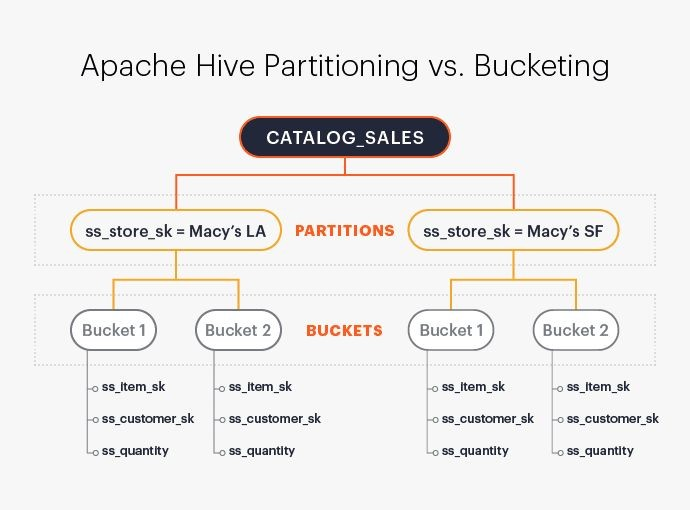 Apache Hive Partitioning vs. Bucketing
CATALOG_SALES
ss_store_sk = Macy's LA
PARTITIONS
ss_store_sk = Macy's SF
Bucket 1
Bucket 2
BUCKETS
Bucket 1
Bucket 2
ss_item_sk
ss_item_sk
ss_item_sk
ss_item_sk
ss_customer_sk
ss_customer_sk
ss_customer_sk
ss_customer_sk
ss_quantity
ss_quantity
ss_quantity
ss_quantity